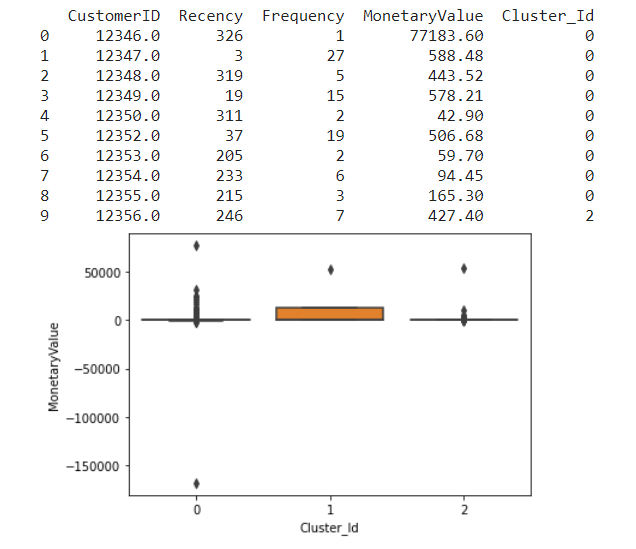 CustomerID Recency Frequency MonetaryValue Cluster_Id
0 12346.0 326 1 77183.60 0
1 12347.0 3 27 588.48 0
2 12348.0 319 5 443.52 0
3 12349.0 19 15 578.21 0
4 12350.0 311 2 42.90 0
5 12352.0 37 19 506.68 0
6 12353.0 205 2 59.70 0
7 12354.0 233 6 94.45 0
8 12355.0 215 3 165.30 0
9 12356.0 246 7 427.40 2
50000
0
−50000
−100000
−150000
MonetaryValue
0 1 2
Cluster_Id